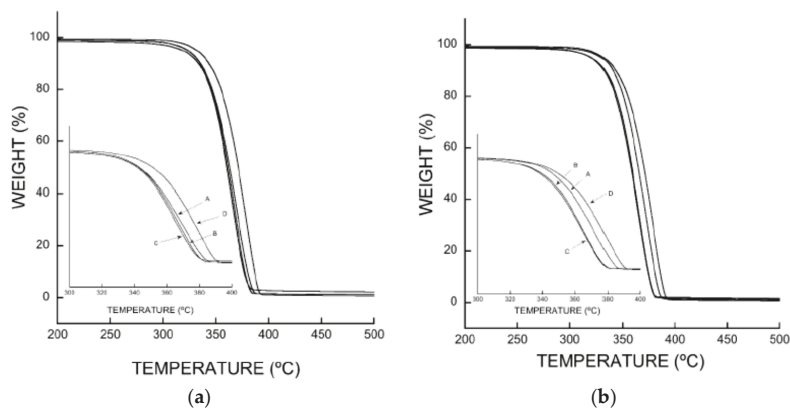 100
80
60
40
20
0
WEIGHT (%)
A
D
B
C
300 320 340 360 380 400
TEMPERATURE (ºC)
200 250 300 350 400 450 500
TEMPERATURE (ºC)
(a)
100
80
60
40
20
0
WEIGHT (%)
B
A
D
C
300 320 340 360 380 400
TEMPERATURE (ºC)
200 250 300 350 400 450 500
TEMPERATURE (ºC)
(b)